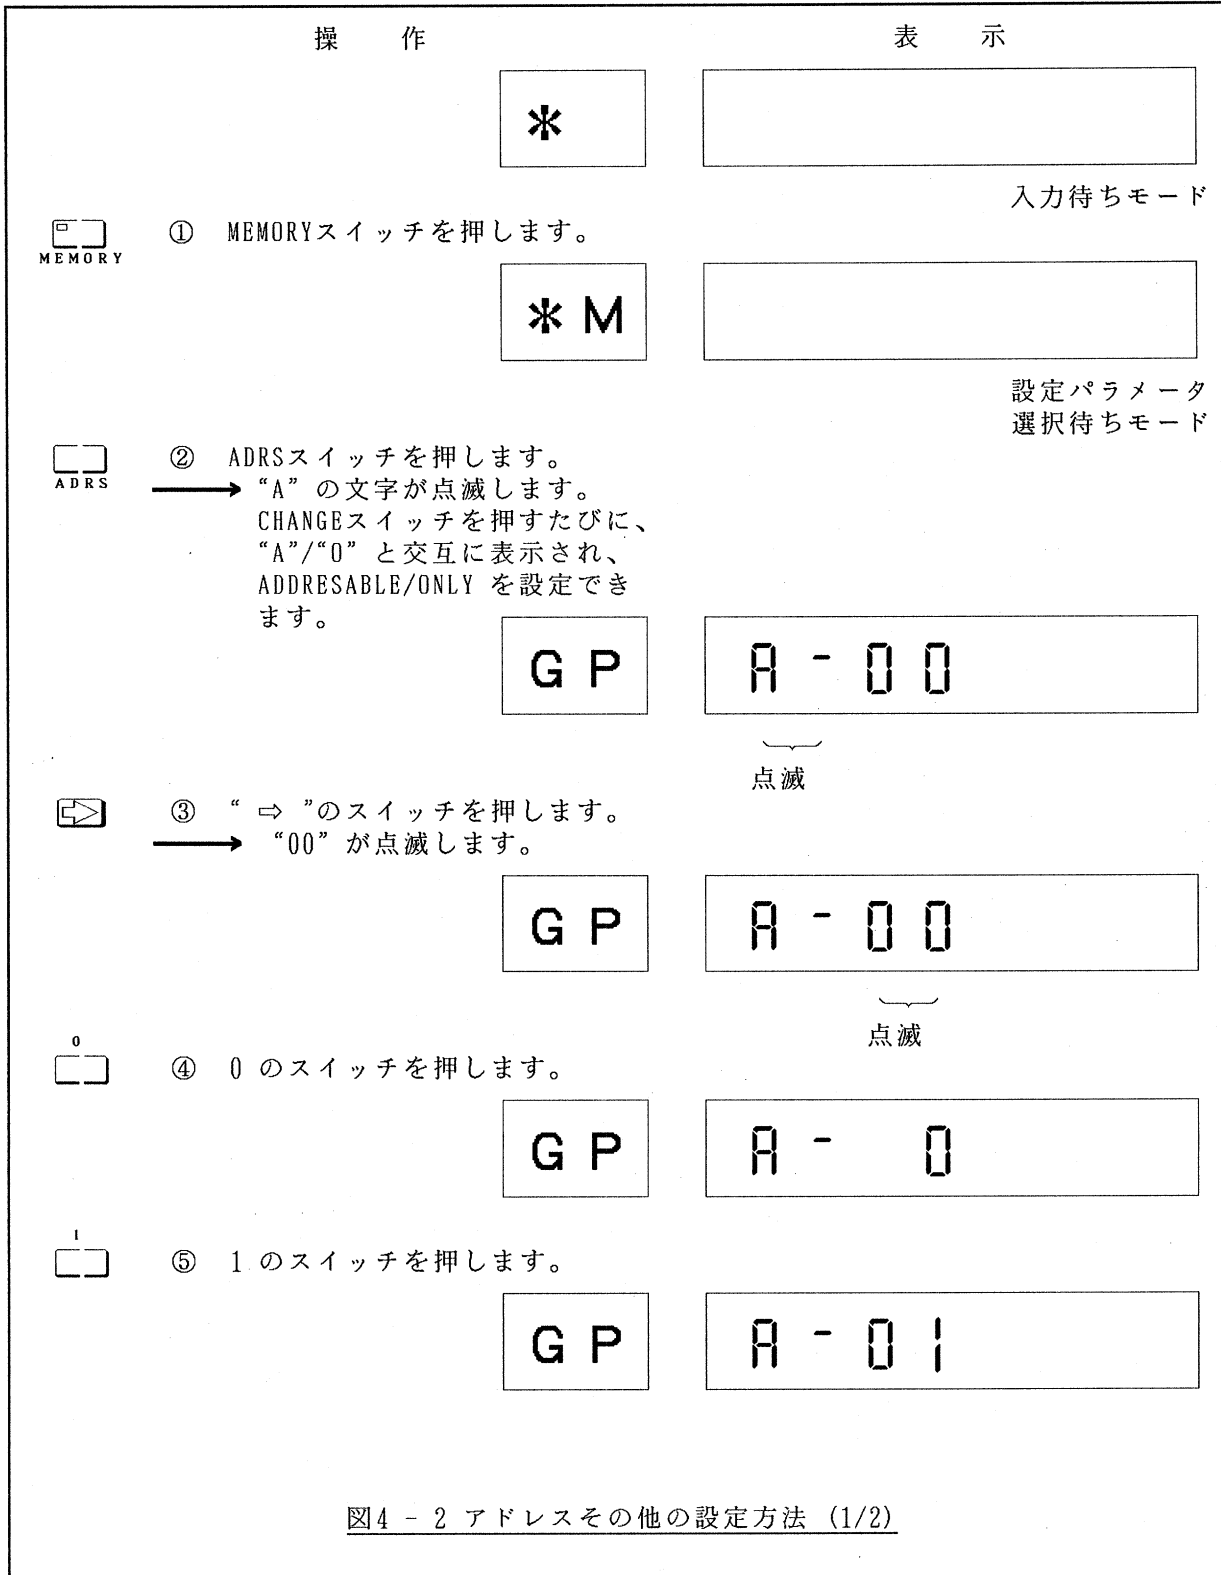 操 作 表 示
*
入力待ちモード
MEMORY ① MEMORYスイッチを押します。
*M
設定パラメータ
選択待ちモード
ADRS ② ADRSスイッチを押します。
→ “A” の文字が点滅します。
CHANGEスイッチを押すたびに、
“A”/“O” と交互に表示され、
ADDRESABLE/ONLY を設定でき
ます。
GP A-00
点滅
③ “ ⇨ ”のスイッチを押します。
→ “00” が点滅します。
GP A-00
点滅
0
④ 0 のスイッチを押します。
GP A- 0
1
⑤ 1 のスイッチを押します。
GP A-01
図4 - 2 アドレスその他の設定方法 (1/2)